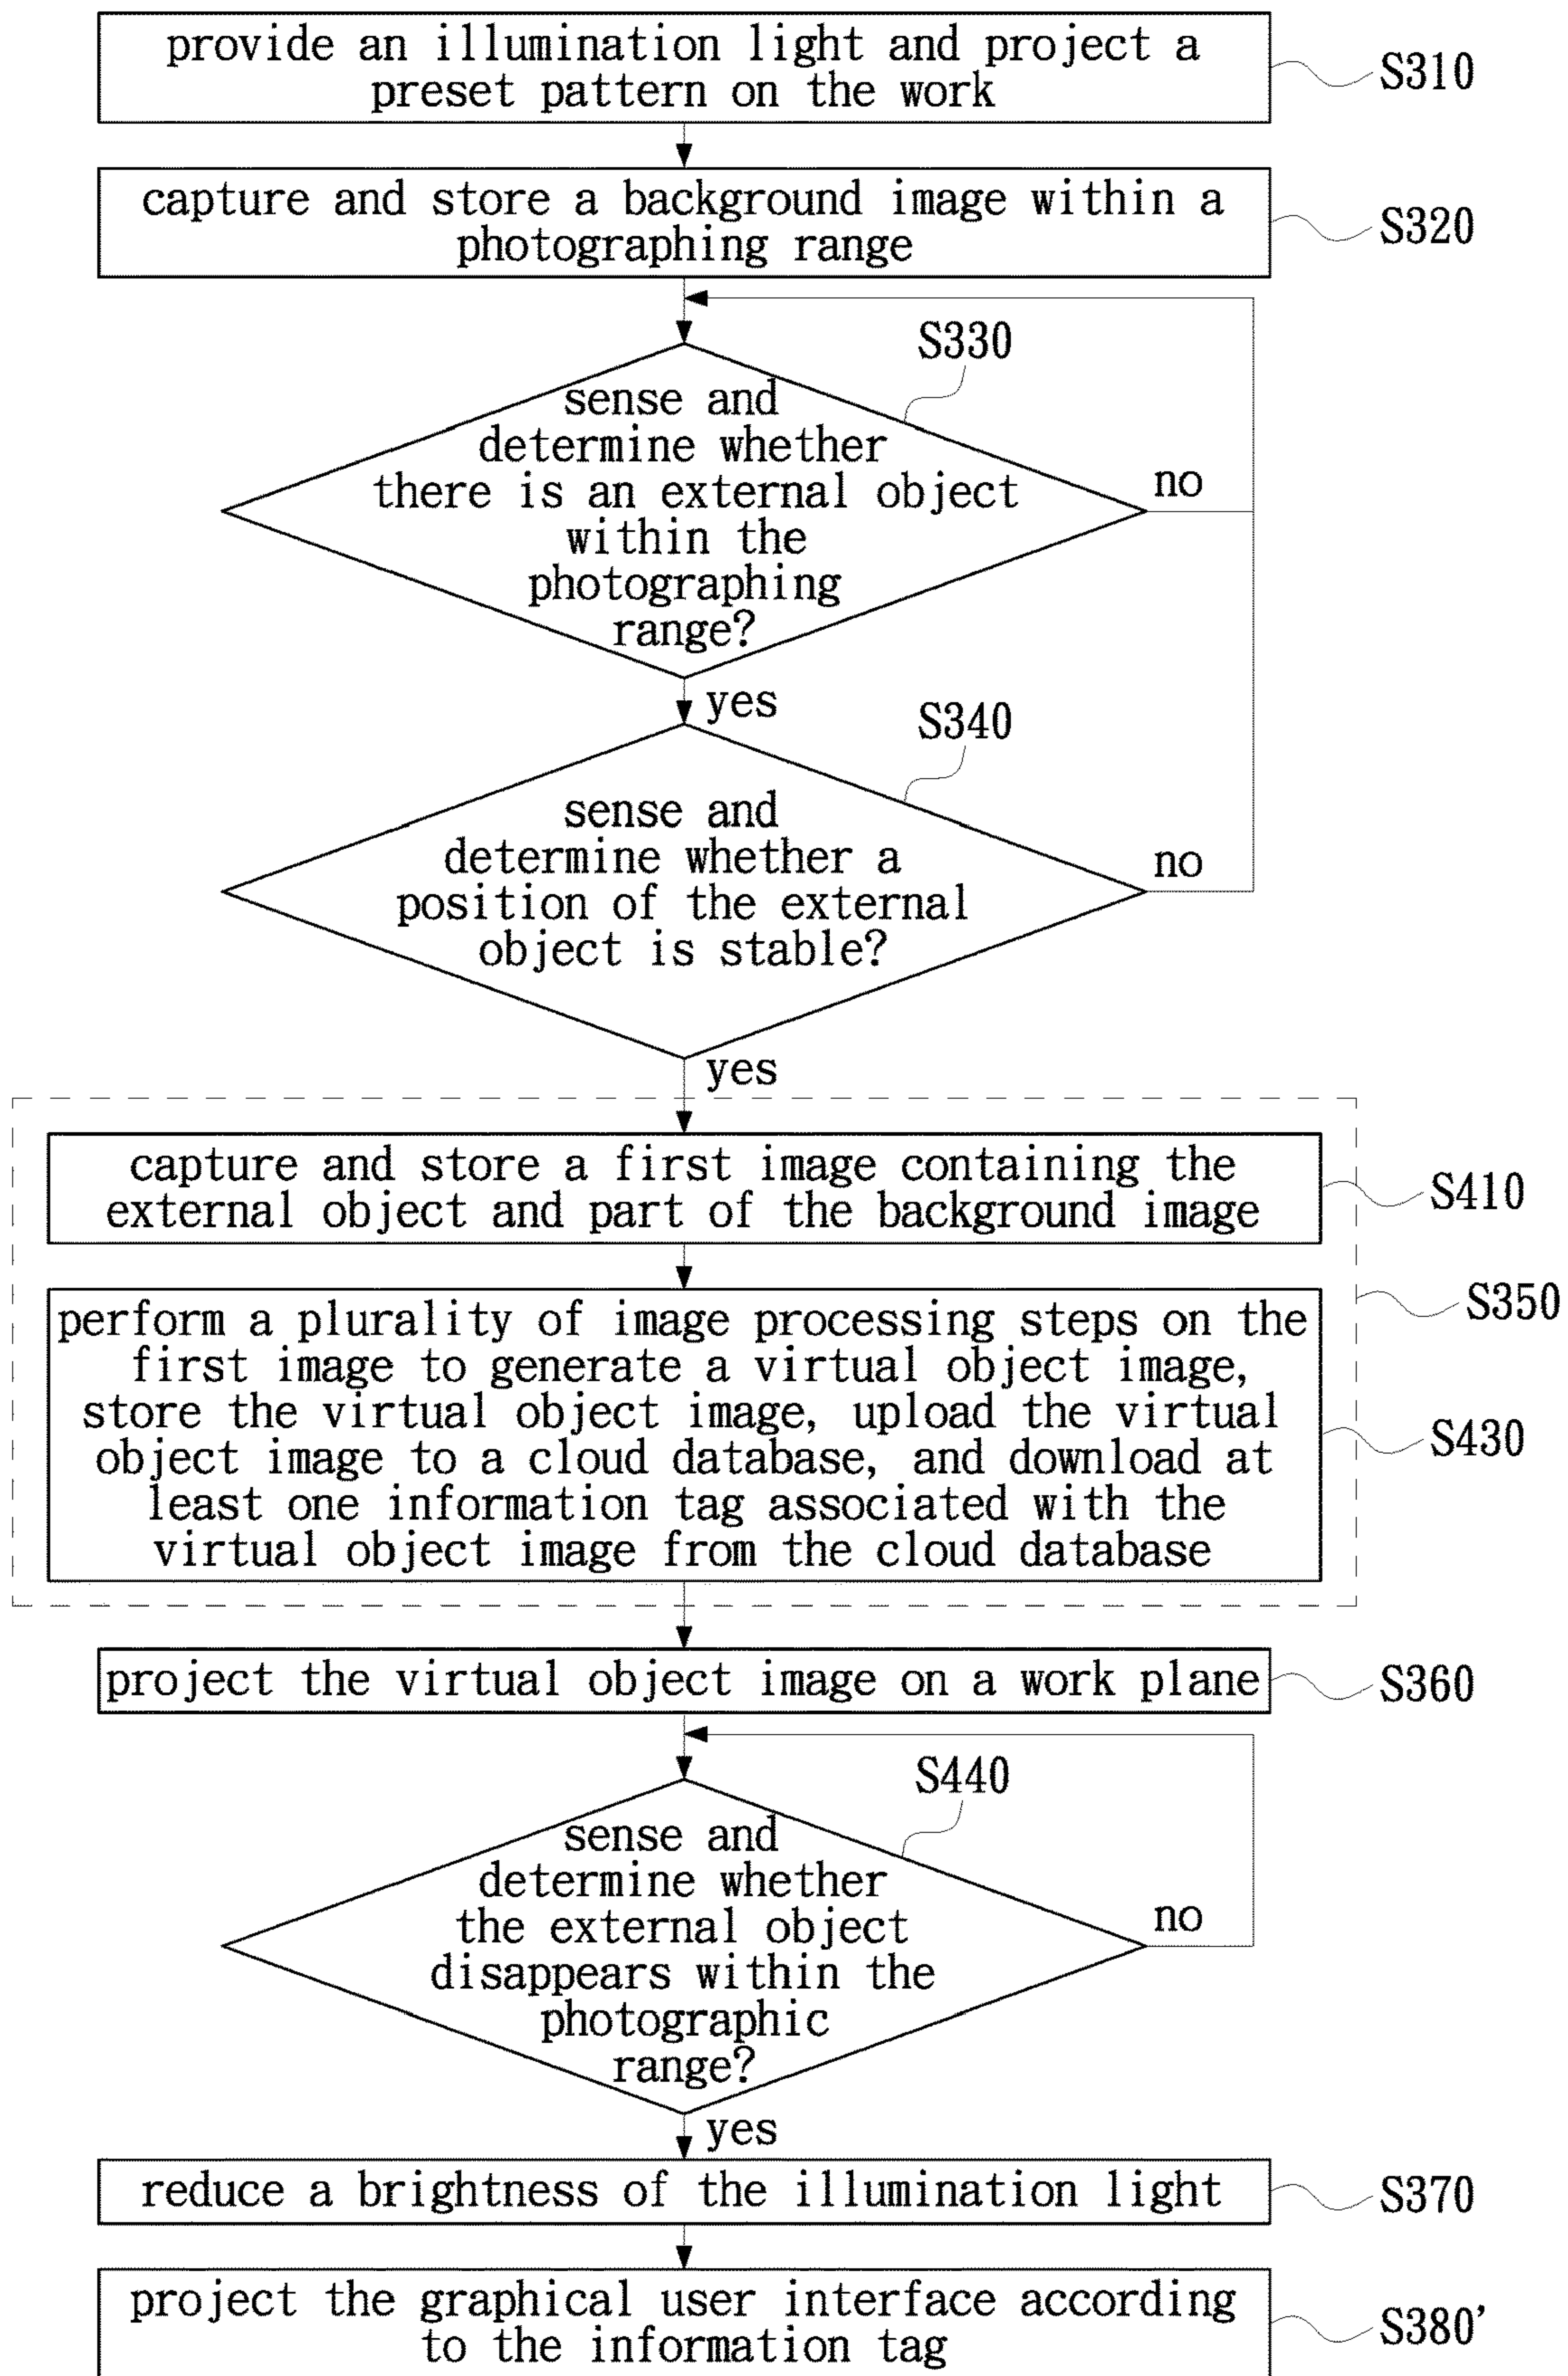 provide an illumination light and project a
preset pattern on the work
S310
capture and store a background image within a
photographing range
S320
S330
sense and
determine whether
there is an external object
within the
photographing
range?
no
yes
S340
sense and
determine whether a
position of the external
object is stable?
no
yes
capture and store a first image containing the
external object and part of the background image
S410
S350
perform a plurality of image processing steps on the
first image to generate a virtual object image,
store the virtual object image, upload the virtual
object image to a cloud database, and download at
least one information tag associated with the
virtual object image from the cloud database
S430
project the virtual object image on a work plane
S360
S440
sense and
determine whether
the external object
disappears within the
photographic
range?
no
yes
reduce a brightness of the illumination light
S370
project the graphical user interface according
to the information tag
S380'